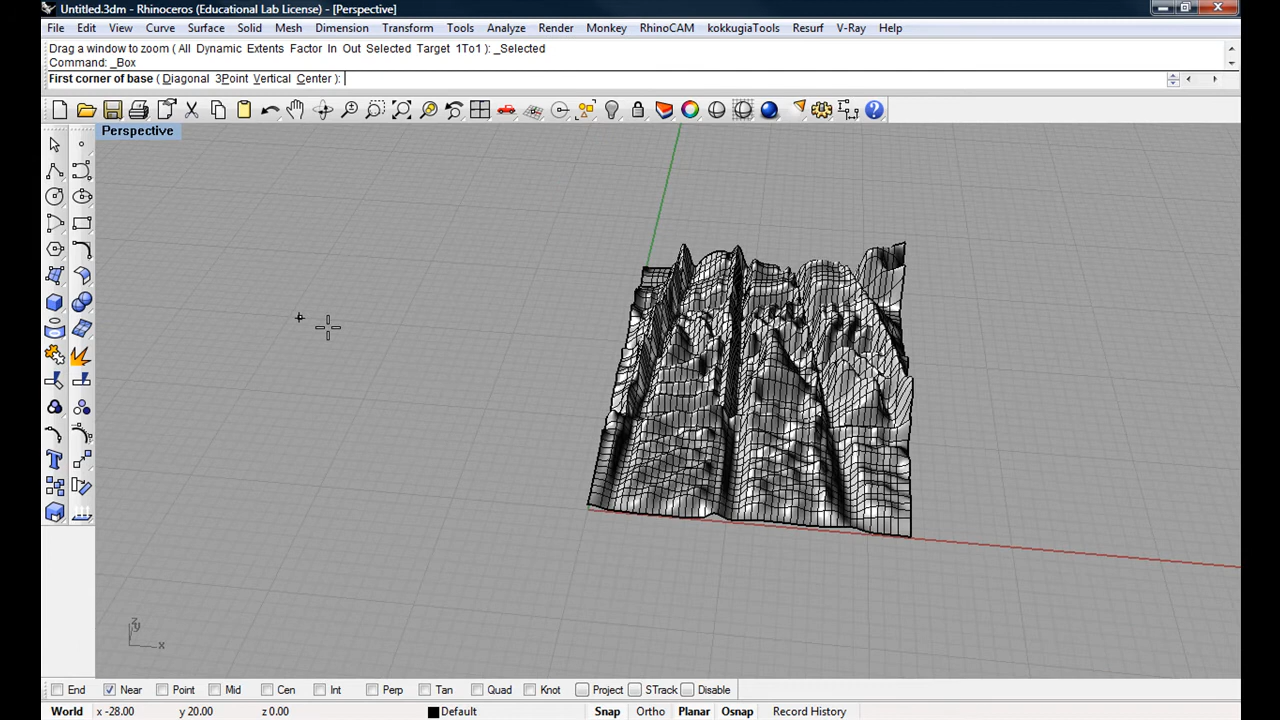 Untitled.3dm - Rhinoceros (Educational Lab License) - [Perspective]
File Edit View Curve Surface Solid Mesh Dimension Transform Tools Analyze Render Monkey RhinoCAM kokkugiaTools Resurf V-Ray Help
Drag a window to zoom ( All Dynamic Extents Factor In Out Selected Target 1To1 ): _Selected
Command: _Box
First corner of base ( Diagonal 3Point Vertical Center ):
Perspective
z
y
x
End Near Point Mid Cen Int Perp Tan Quad Knot Project STrack Disable
World x -28.00 y 20.00 z 0.00 Default Snap Ortho Planar Osnap Record History